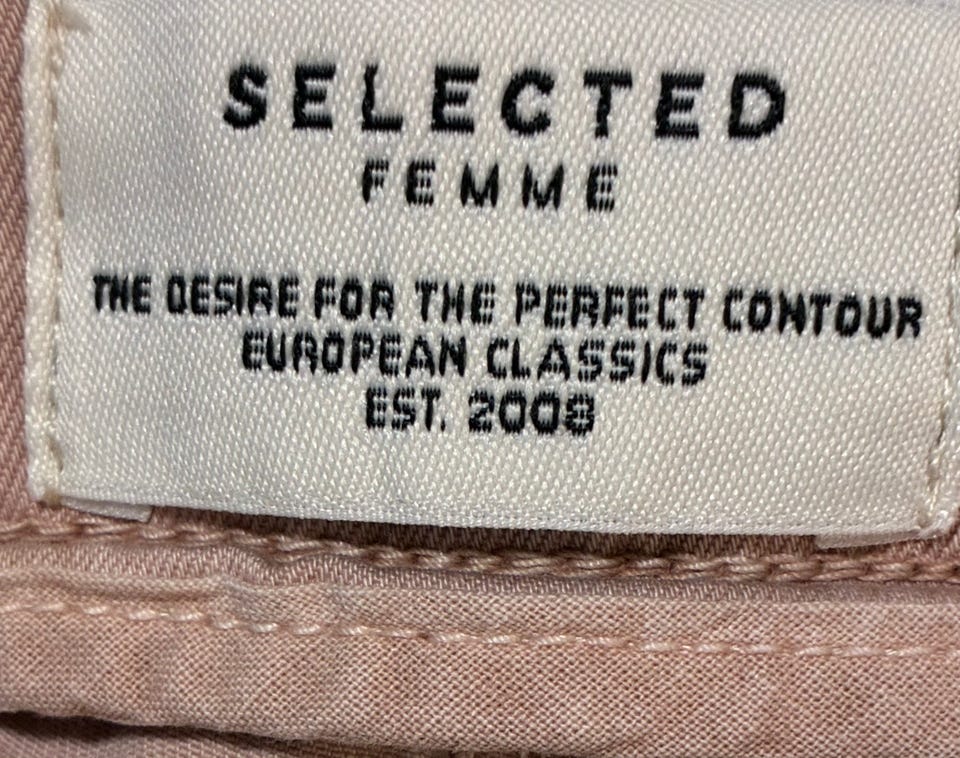 SELECTED
FEMME
THE DESIRE FOR THE PERFECT CONTOUR
EUROPEAN CLASSICS
EST. 2008